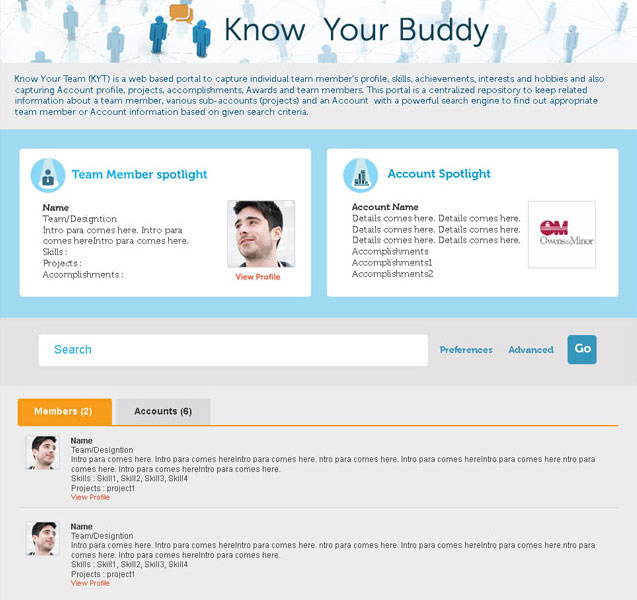 Know Your Buddy
Know Your Team (KYT) is a web based portal to capture individual team member's profile, skills, achievements, interests and hobbies and also
capturing Account profile, projects, accomplishments, Awards and team members. This portal is a centralized repository to keep related
information about a team member, various sub-accounts (projects) and an Account with a powerful search engine to find out appropriate
team member or Account information based on given search criteria.
Team Member spotlight
Name
Team/Designtion
Intro para comes here. Intro para
comes hereIntro para comes here.
Skills :
Projects :
Accomplishments :
View Profile
Account Spotlight
Account Name
Details comes here. Details comes here.
Details comes here. Details comes here.
Details comes here. Details comes here.
Accomplishments
Accomplishments1
Accomplishments2
OM
Owens&Minor
Search
Preferences
Advanced
Go
Members (2)
Accounts (6)
Name
Team/Designtion
Intro para comes here. Intro para comes hereIntro para comes here. ntro para comes here. Intro para comes hereIntro para comes here.ntro para
comes here. Intro para comes hereIntro para comes here.
Skills : Skill1, Skill2, Skill3, Skill4
Projects : project1
View Profile
Name
Team/Designtion
Intro para comes here. Intro para comes hereIntro para comes here. ntro para comes here. Intro para comes hereIntro para comes here.ntro para
comes here. Intro para comes hereIntro para comes here.
Skills : Skill1, Skill2, Skill3, Skill4
Projects : project1
View Profile